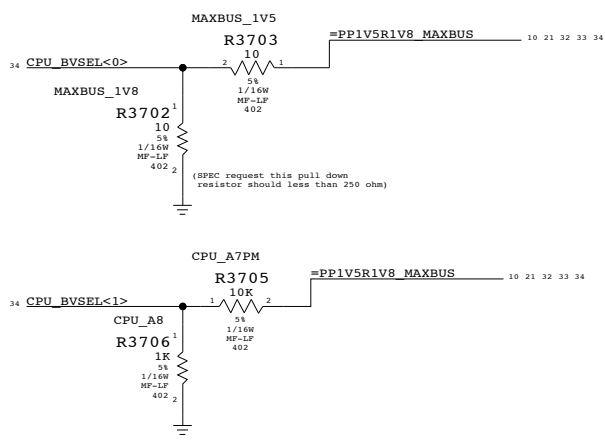 MAXBUS_1V5
R3703
=PP1V5R1V8_MAXBUS 10 21 32 33 34
10
34 CPU_BVSEL<0>
2 1
5%
1/16W
MF-LF
402
MAXBUS_1V8
R3702 1
10
5%
1/16W
MF-LF
402 2
(SPEC request this pull down
resistor should less than 250 ohm)
CPU_A7PM
R3705
=PP1V5R1V8_MAXBUS 10 21 32 33 34
10K
34 CPU_BVSEL<1>
1 2
5%
1/16W
MF-LF
402
CPU_A8
R3706 1
1K
5%
1/16W
MF-LF
402 2